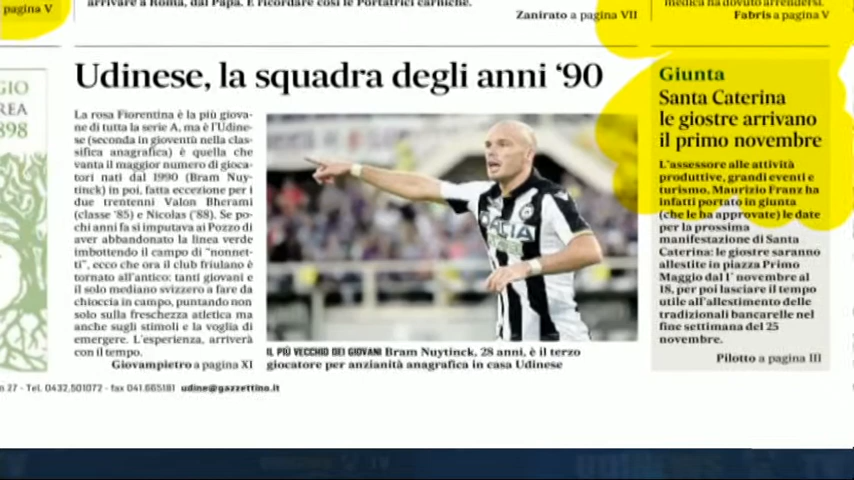 pagina V
arrivare a Roma, dal Papa. E ricordare così le Portatrici carniche.
Zanirato a pagina VII
medica ha dovuto arrendersi.
Fabris a pagina V
GIO
REA
898
Udinese, la squadra degli anni ‘90
La rosa Fiorentina è la più giova-
ne di tutta la serie A, ma è l'Udine-
se (seconda in gioventù nella clas-
sifica anagrafica) è quella che
vanta il maggior numero di gioca-
tori nati dal 1990 (Bram Nuy-
tinck) in poi, fatta eccezione per i
due trentenni Valon Bherami
(classe '85) e Nicolas ('88). Se po-
chi anni fa si imputava ai Pozzo di
aver abbandonato la linea verde
imbottendo il campo di "nonnet-
ti", ecco che ora il club friulano è
tornato all'antico: tanti giovani e
il solo mediano svizzero a fare da
chioccia in campo, puntando non
solo sulla freschezza atletica ma
anche sugli stimoli e la voglia di
emergere. L'esperienza, arriverà
con il tempo.
Giovampietro a pagina XI
DACIA
IL PIÙ VECCHIO DEI GIOVANI Bram Nuytinck, 28 anni, è il terzo
giocatore per anzianità anagrafica in casa Udinese
Giunta
Santa Caterina
le giostre arrivano
il primo novembre
L'assessore alle attività
produttive, grandi eventi e
turismo, Maurizio Franz ha
infatti portato in giunta
(che le ha approvate) le date
per la prossima
manifestazione di Santa
Caterina: le giostre saranno
allestite in piazza Primo
Maggio dal 1° novembre al
18, per poi lasciare il tempo
utile all'allestimento delle
tradizionali bancarelle nel
fine settimana del 25
novembre.
Pilotto a pagina III
n 27 - Tel. 0432.501072 - fax 041.665181 udine@gazzettino.it